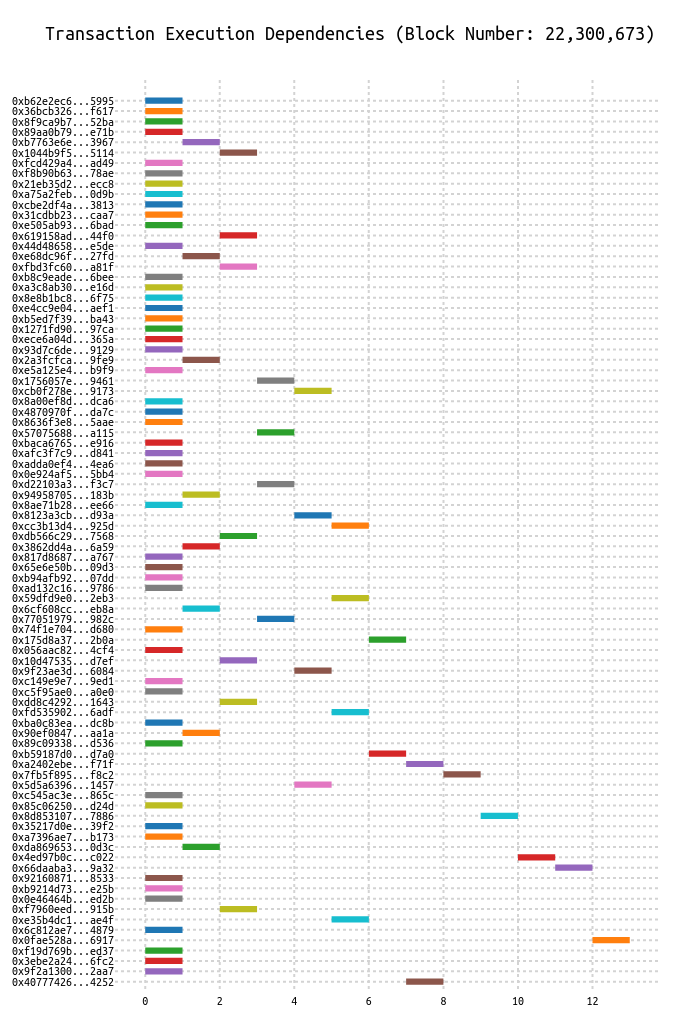 Transaction Execution Dependencies (Block Number: 22,300,673)
0xb62e2ec6...5995
0x36bcb326...f617
0x8f9ca9b7...52ba
0x89aa0b79...e71b
0xb7763e6e...3967
0x1044b9f5...5114
0xfcd429a4...ad49
0xf8b90b63...78ae
0x21eb35d2...ecc8
0xa75a2feb...0d9b
0xcbe2df4a...3813
0x31cdbb23...caa7
0xe505ab93...6bad
0x619158ad...44f0
0x44d48658...e5de
0xe68dc96f...27fd
0xfbd3fc60...a81f
0xb8c9eade...6bee
0xa3c8ab30...e16d
0x8e8b1bc8...6f75
0xe4cc9e04...aef1
0xb5ed7f39...ba43
0x1271fd90...97ca
0xece6a04d...365a
0x93d7c6de...9129
0x2a3fcfca...9fe9
0xe5a125e4...b9f9
0x1756057e...9461
0xcb0f278e...9173
0x8a00ef8d...dca6
0x4870970f...da7c
0x8636f3e8...5aae
0x57075688...a115
0xbaca6765...e916
0xafc3f7c9...d841
0xadda0ef4...4ea6
0x0e924af5...5bb4
0xd22103a3...f3c7
0x94958705...183b
0x8ae71b28...ee66
0x8123a3cb...d93a
0xcc3b13d4...925d
0xdb566c29...7568
0x3862dd4a...6a59
0x817d8687...a767
0x65e6e50b...09d3
0xb94afb92...07dd
0xad132c16...9786
0x59dfd9e0...2eb3
0x6cf608cc...eb8a
0x77051979...982c
0x74f1e704...d680
0x175d8a37...2b0a
0x056aac82...4cf4
0x10d47535...d7ef
0x9f23ae3d...6084
0xc149e9e7...9ed1
0xc5f95ae0...a0e0
0xdd8c4292...1643
0xfd535902...6adf
0xba0c83ea...dc8b
0x90ef0847...aa1a
0x89c09338...d536
0xb59187d0...d7a0
0xa2402ebe...f71f
0x7fb5f895...f8c2
0x5d5a6396...1457
0xc545ac3e...865c
0x85c06250...d24d
0x8d853107...7886
0x35217d0e...39f2
0xa7396ae7...b173
0xda869653...0d3c
0x4ed97b0c...c022
0x66daaba3...9a32
0x92160871...8533
0xb9214d73...e25b
0x0e46464b...ed2b
0xf7960eed...915b
0xe35b4dc1...ae4f
0x6c812ae7...4879
0x0fae528a...6917
0xf19d769b...ed37
0x3ebe2a24...6fc2
0x9f2a1300...2aa7
0x40777426...4252
0 2 4 6 8 10 12